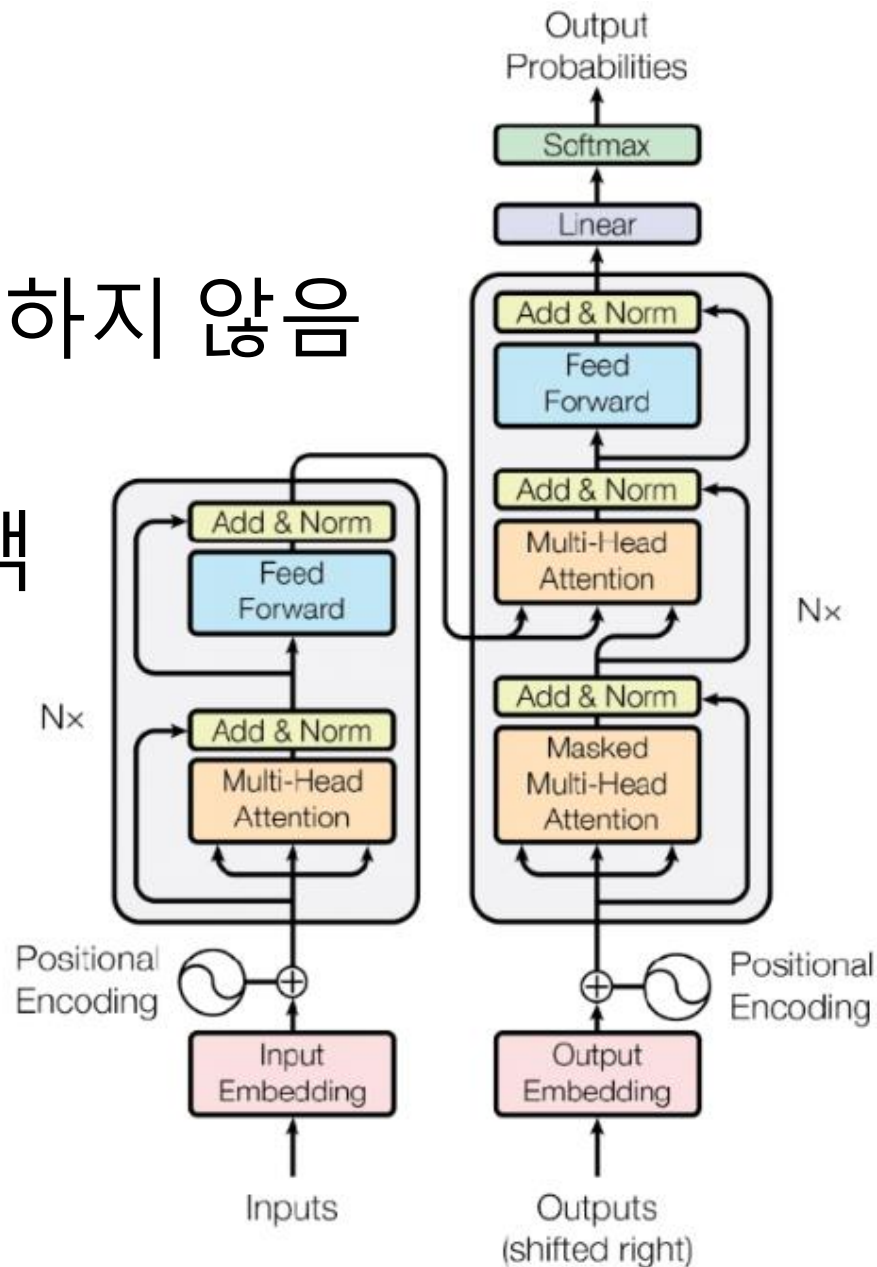 하지 않음
Output
Probabilities
Softmax
Linear
Add & Norm
Feed
Forward
Add & Norm
Multi-Head
Attention
Nx
Add & Norm
Masked
Multi-Head
Attention
Add & Norm
Feed
Forward
Nx
Add & Norm
Multi-Head
Attention
Positional
Encoding
Positional
Encoding
Input
Embedding
Output
Embedding
Inputs
Outputs
(shifted right)